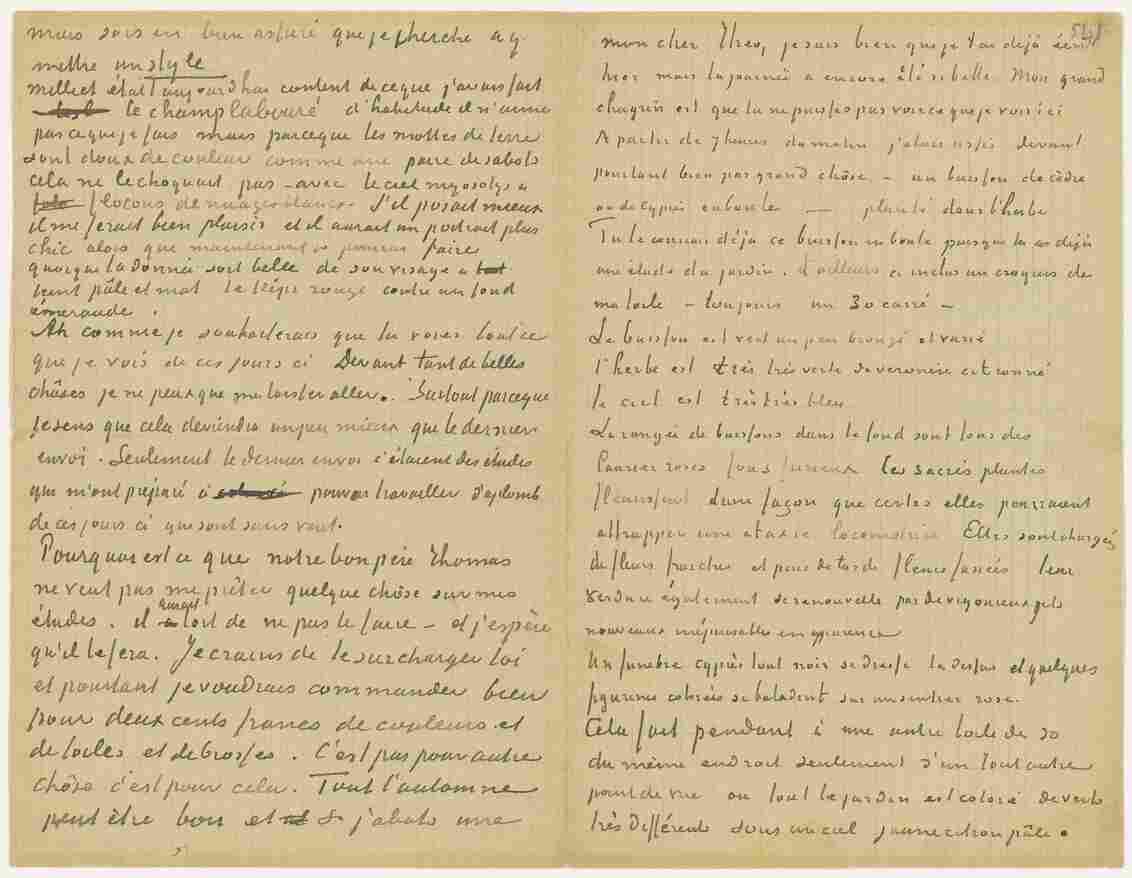 mais sois en bien assuré que je cherche a y
mettre un style
Milliet était aujourd'hui content de ce que j'avais fait
le champ labouré d'habitude il n'aime
pas ce que je fais mais parceque les mottes de terre
sont doux de couleur comme une paire de sabots
cela ne le choquait pas – avec le ciel myosotys a
flocons de nuages blancs. S'il posait mieux
il me ferait bien plaisir et il aurait un portrait plus
chic alors que maintenant je pourrai faire
quoique la donnée soit belle de son visage a
teint pâle et mat le képi rouge contre un fond
émeraude.
Ah comme je souhaiterais que tu voies tout ce
que je vois de ces jours ci Devant tant de belles
chôses je ne peux que me laisser aller. Surtout parceque
je sens que cela deviendra un peu mieux que le dernier
envoi. Seulement le dernier envoi c'étaient des études
qui m'ont préparé à pouvoir travailler d'aplomb
de ces jours ci qui sont sans vent.
Pourquoi est ce que notre bon père Thomas
ne veut pas me prêter quelque chôse sur mes
études. il aurait tort de ne pas le faire – et j'espère
qu'il le fera. Je crains de te surcharger toi
et pourtant je voudrais commander bien
pour deux cents francs de couleurs et
de toiles et de brosses. C'est pas pour autre
chôse c'est pour cela. Tout l'automne
peut être bon et si j'abats une
mon cher Theo, je sais bien que je t'ai déjà écrit 541
hier mais la journée a encore été si belle. Mon grand
chagrin est que tu ne puisses pas voir ce que je vois ici
A partir de 7 heures du matin j'etais assis devant
pourtant bien pas grand chôse – un buisson de cèdre
ou de cyprès en boule — planté dans l'herbe
Tu le connais déjà ce buisson en boule puisque tu as déjà
une étude du jardin. d'ailleurs ci inclus un croquis de
ma toile – toujours un 30 carré –
Le buisson est vert un peu bronzé et varié
l'herbe est très très verte de veronèse citronné
le ciel est très très bleu.
La rangée de buissons dans le fond sont tous des
lauriers roses fous furieux les sacrés plantes
fleurissent d'une façon que certes elles pourraient
attrapper une ataxie locomotrice Elles sont chargées
de fleurs fraiches et puis de tas de fleurs fanées leur
verdure également se renouvelle par de vigoureux jets
nouveaux inépuisables en apparence
Un funèbre cyprès tout noir se dresse la dessus et quelques
figurines colorées se baladent sur un sentier rose.
Cela fait pendant à une autre toile de 30
du même endroit seulement d'un tout autre
point de vue ou tout le jardin est coloré de verts
très différents sous un ciel jaune citron pâle.